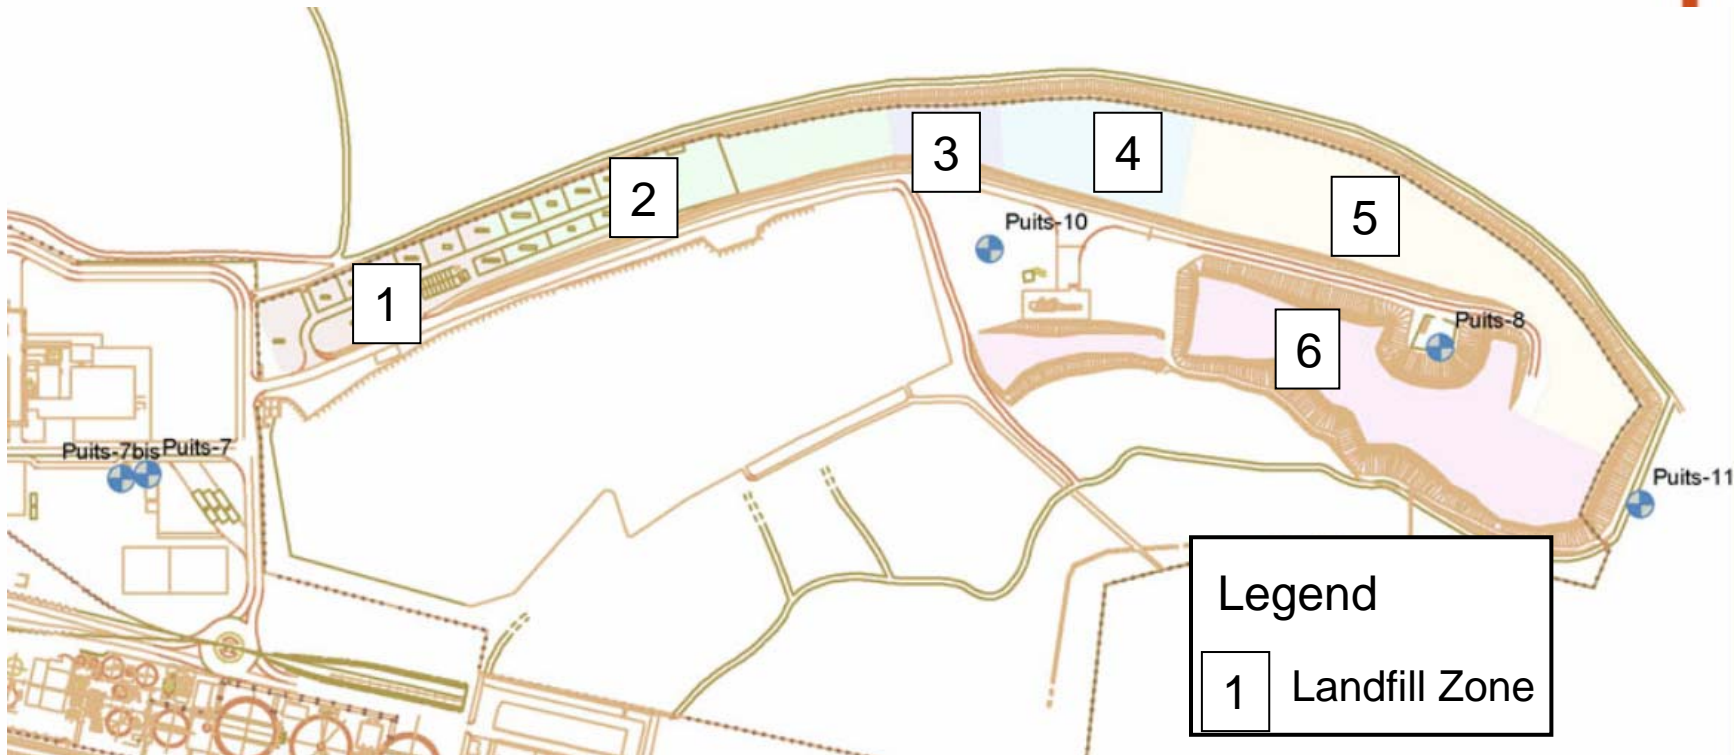 3
4
2
5
Puits-10
1
Puits-8
6
Puits-7bis Puits-7
Puits-11
Legend
1 Landfill Zone